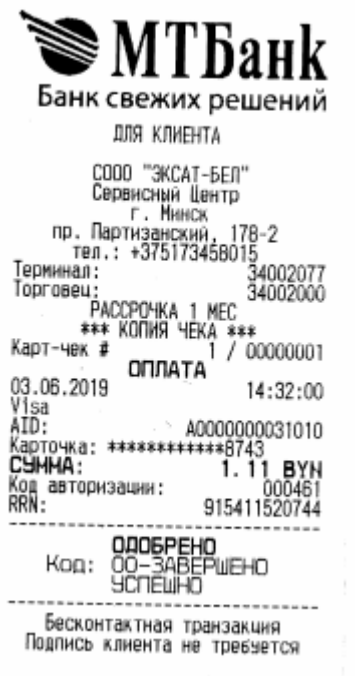 МТБанк
Банк свежих решений
ДЛЯ КЛИЕНТА
СООО "ЭКСАТ-БЕЛ"
Сервисный Центр
г. Минск
пр. Партизанский, 178-2
тел.: +375173458015
Терминал: 34002077
Торговец: 34002000
РАССРОЧКА 1 МЕС
*** КОПИЯ ЧЕКА ***
Карт-чек # 1 / 00000001
ОПЛАТА
03.06.2019 14:32:00
Visa
AID: A0000000031010
Карточка: ************8743
СУММА: 1.11 BYN
Код авторизации: 000461
RRN: 915411520744
ОДОБРЕНО
Код: 00-ЗАВЕРШЕНО
УСПЕШНО
Бесконтактная транзакция
Подпись клиента не требуется